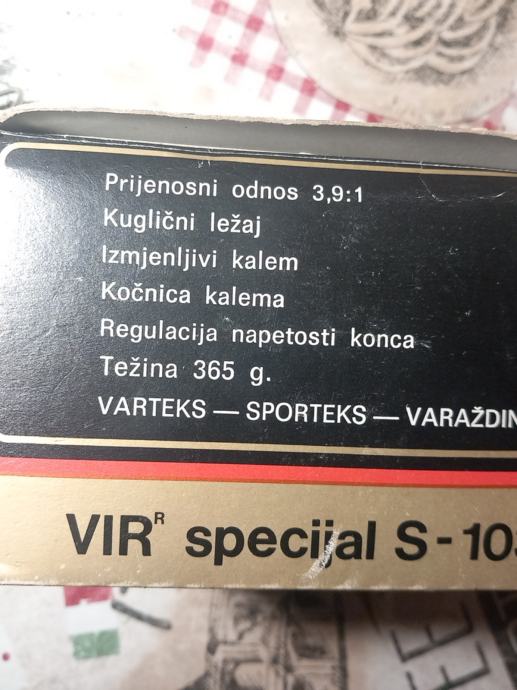 Prijenosni odnos 3,9:1
Kuglični ležaj
Izmjenljivi kalem
Kočnica kalema
Regulacija napetosti konca
Težina 365 g.
VARTEKS — SPORTEKS — VARAŽDIN
VIR R specijal S-10